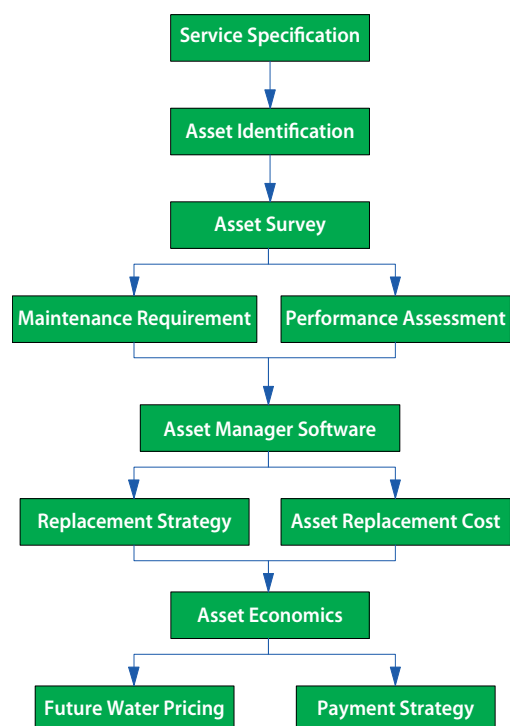 Service Specification
Asset Identification
Asset Survey
Maintenance Requirement
Performance Assessment
Asset Manager Software
Replacement Strategy
Asset Replacement Cost
Asset Economics
Future Water Pricing
Payment Strategy